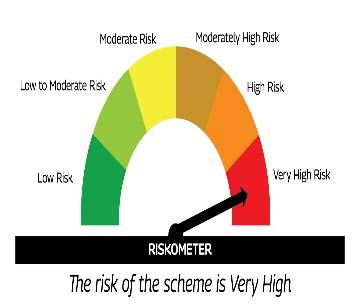 Moderate Risk
Moderately High Risk
Low to Moderate Risk
High Risk
Low Risk
Very High Risk
RISKOMETER
The risk of the scheme is Very High